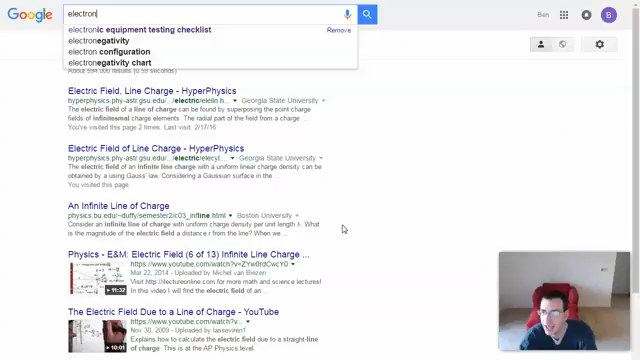 Google
electron
Ben
B
electronic equipment testing checklist
Remove
electronegativity
electron configuration
electronegativity chart
About 594,000 results (0.59 seconds)
Electric Field, Line Charge - HyperPhysics
hyperphysics.phy-astr.gsu.edu/.../electric/elelin.h... ▾ Georgia State University ▾
The electric field of a line of charge can be found by superposing the point charge
fields of infinitesmal charge elements. The radial part of the field from a charge ...
You've visited this page 2 times. Last visit: 2/17/16
Electric Field of Line Charge - HyperPhysics
hyperphysics.phy-astr.gsu.edu/.../electric/elecyl.... ▾ Georgia State University ▾
The electric field of an infinite line charge with a uniform linear charge density can be
obtained by a using Gauss' law. Considering a Gaussian surface in the ...
You visited this page.
An Infinite Line of Charge
physics.bu.edu/~duffy/semester2/c03_infline.html ▾ Boston University ▾
Consider an infinite line of charge with uniform charge density per unit length λ. What
is the magnitude of the electric field a distance r from the line? When we ...
Physics - E&M: Electric Field (6 of 13) Infinite Line Charge ...
https://www.youtube.com/watch?v=ZYw0rdCwcY0 ▾
Mar 22, 2014 - Uploaded by Michel van Biezen
Visit http://ilectureonline.com for more math and science lectures!
In this video I will find the electric field of an infinite ...
11:32
The Electric Field Due to a Line of Charge - YouTube
https://www.youtube.com/watch?v=
Nov 30, 2009 - Uploaded by lasseviren1
Explains how to calculate the electric field due to a straight-line
of charge. This is at the AP Physics level.
10:01